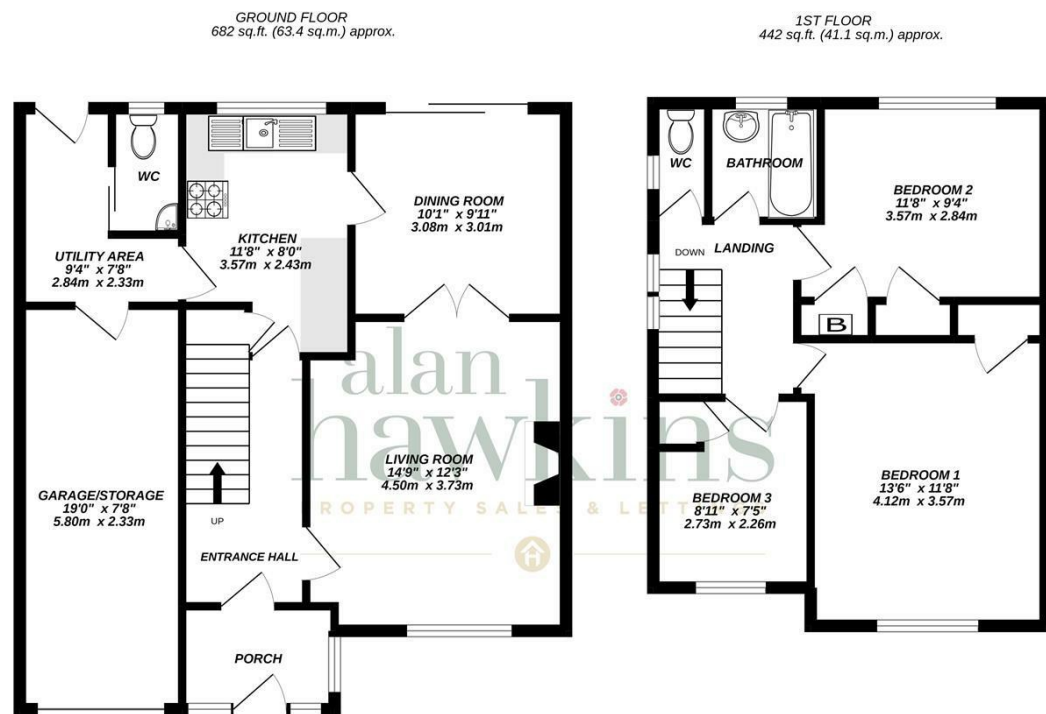 GROUND FLOOR
682 sq.ft. (63.4 sq.m.) approx.
1ST FLOOR
442 sq.ft. (41.1 sq.m.) approx.
WC
DINING ROOM
10'1" x 9'11"
3.08m x 3.01m
KITCHEN
11'8" x 8'0"
3.57m x 2.43m
UTILITY AREA
9'4" x 7'8"
2.84m x 2.33m
LIVING ROOM
14'9" x 12'3"
4.50m x 3.73m
GARAGE/STORAGE
19'0" x 7'8"
5.80m x 2.33m
UP
ENTRANCE HALL
PORCH
WC
BATHROOM
BEDROOM 2
11'8" x 9'4"
3.57m x 2.84m
DOWN
LANDING
B
BEDROOM 1
13'6" x 11'8"
4.12m x 3.57m
BEDROOM 3
8'11" x 7'5"
2.73m x 2.26m
alan
hawkins
PROPERTY SALES & LETT